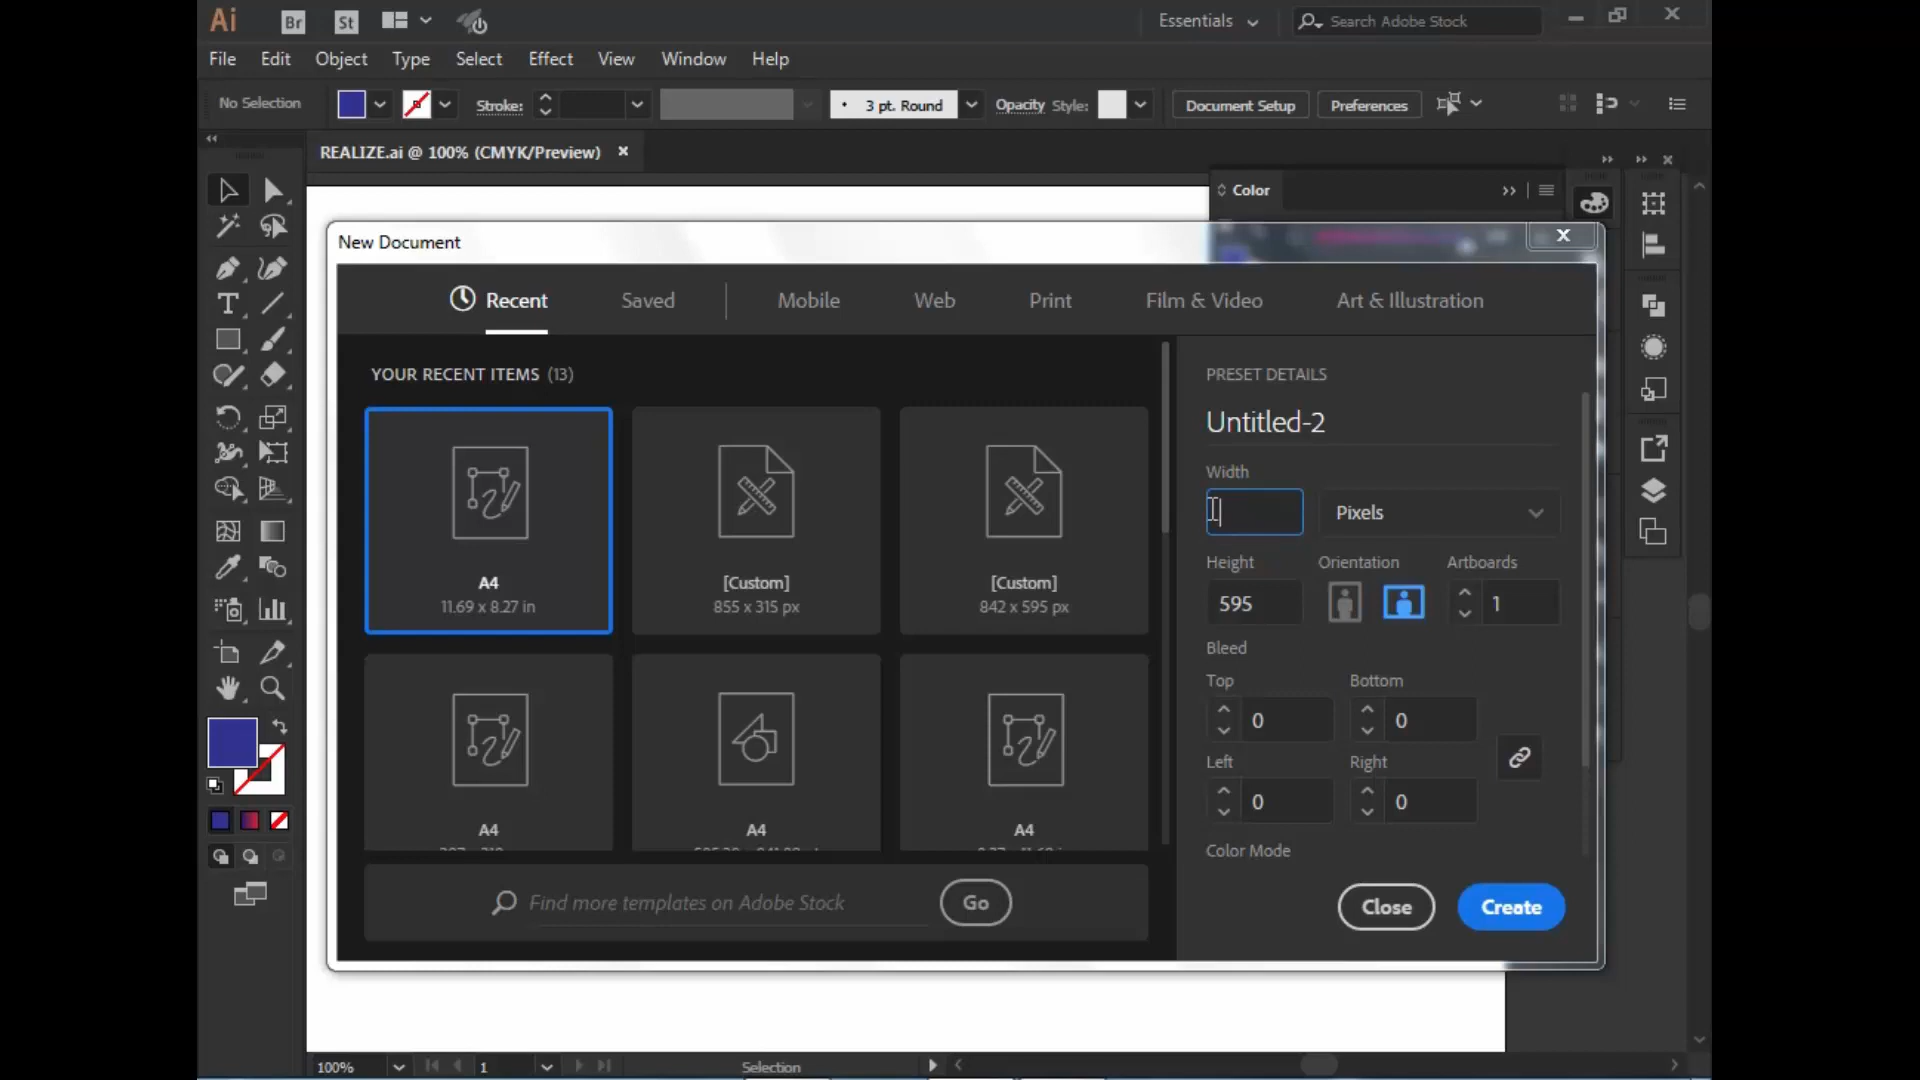 Ai Br St Essentials Search Adobe Stock
File Edit Object Type Select Effect View Window Help
No Selection Stroke: 3 pt. Round Opacity Style: Document Setup Preferences
REALIZE.ai @ 100% (CMYK/Preview)
Color
New Document
Recent Saved Mobile Web Print Film & Video Art & Illustration
YOUR RECENT ITEMS (13)
A4
11.69 x 8.27 in
[Custom]
855 x 315 px
[Custom]
842 x 595 px
A4
A4
A4
Find more templates on Adobe Stock Go
PRESET DETAILS
Untitled-2
Width
Pixels
Height Orientation Artboards
595 1
Bleed
Top Bottom
0 0
Left Right
0 0
Color Mode
Close Create
100% 1 Selection